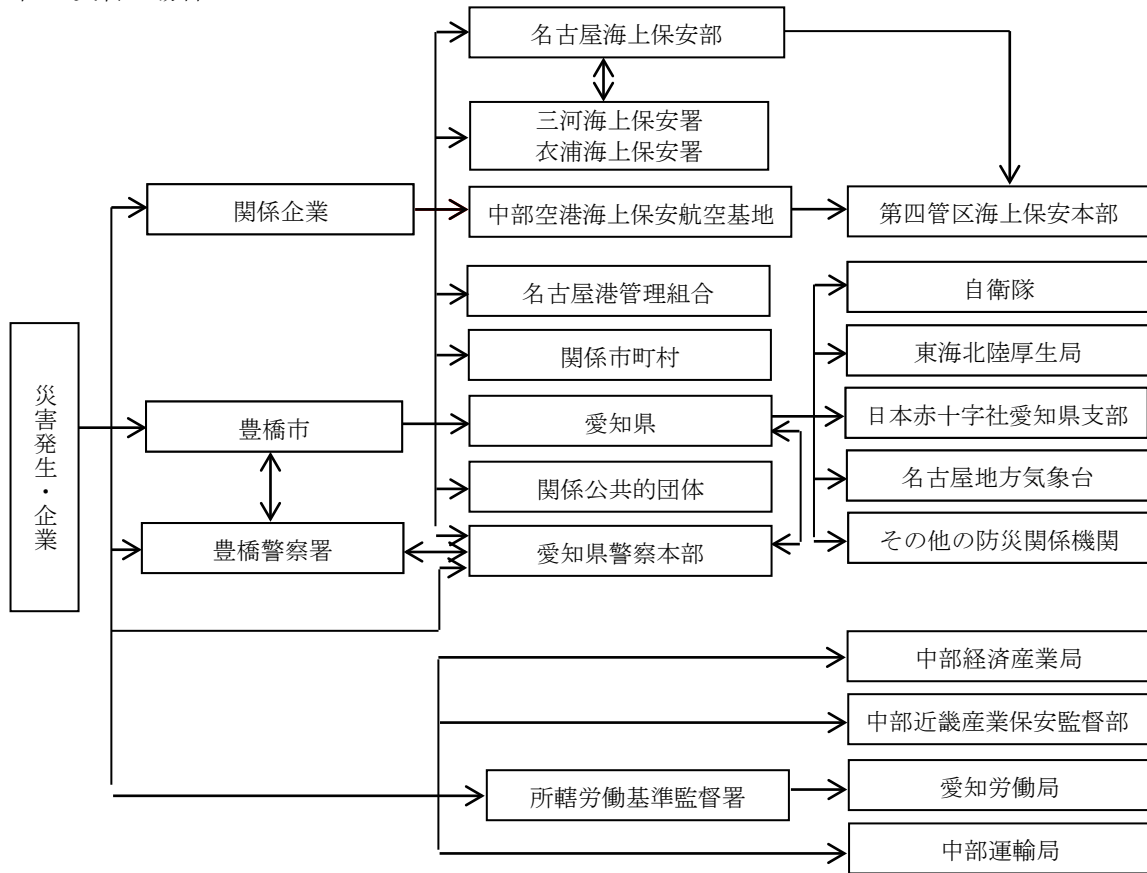 名古屋海上保安部
三河海上保安署
衣浦海上保安署
関係企業
中部空港海上保安航空基地
第四管区海上保安本部
名古屋港管理組合
自衛隊
関係市町村
東海北陸厚生局
災害発生・企業
豊橋市
愛知県
日本赤十字社愛知県支部
関係公共的団体
名古屋地方気象台
豊橋警察署
愛知県警察本部
その他の防災関係機関
中部経済産業局
中部近畿産業保安監督部
所轄労働基準監督署
愛知労働局
中部運輸局